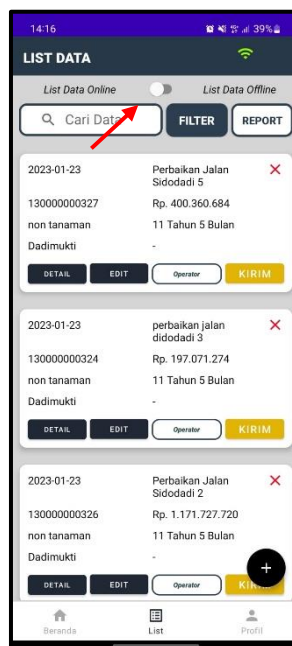 14:16 39%
LIST DATA
List Data Online List Data Offline
Cari Data FILTER REPORT
2023-01-23 Perbaikan Jalan
Sidodadi 5
130000000327 Rp. 400.360.684
non tanaman 11 Tahun 5 Bulan
Dadimukti -
DETAIL EDIT Operator KIRIM
2023-01-23 perbaikan jalan
didodadi 3
130000000324 Rp. 197.071.274
non tanaman 11 Tahun 5 Bulan
Dadimukti -
DETAIL EDIT Operator KIRIM
2023-01-23 Perbaikan Jalan
Sidodadi 2
130000000326 Rp. 1.171.727.720
non tanaman 11 Tahun 5 Bulan
Dadimukti -
DETAIL EDIT Operator
+
Beranda List Profil